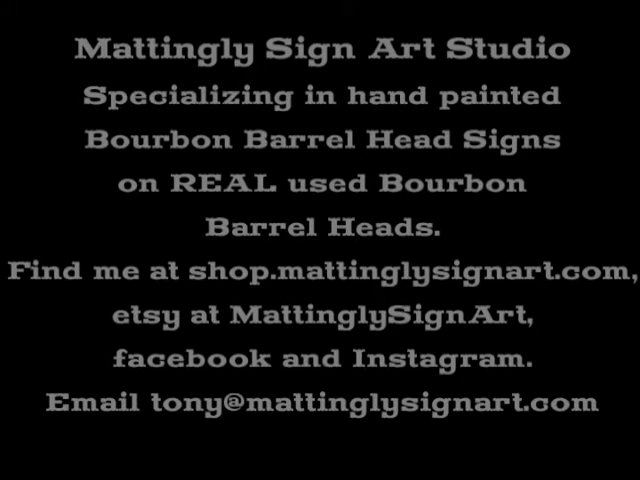 Mattingly Sign Art Studio
Specializing in hand painted
Bourbon Barrel Head Signs
on REAL used Bourbon
Barrel Heads.
Find me at shop.mattinglysignart.com,
etsy at MattinglySignArt,
facebook and Instagram.
Email tony@mattinglysignart.com